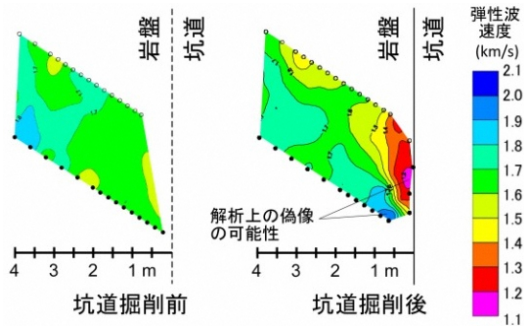 岩盤
坑道
岩盤
坑道
弾性波
速度
(km/s)
2.1
2.0
1.9
1.8
1.7
1.6
1.5
1.4
1.3
1.2
1.1
解析上の偽像
の可能性
4 3 2 1 m
4 3 2 1 m
坑道掘削前
坑道掘削後